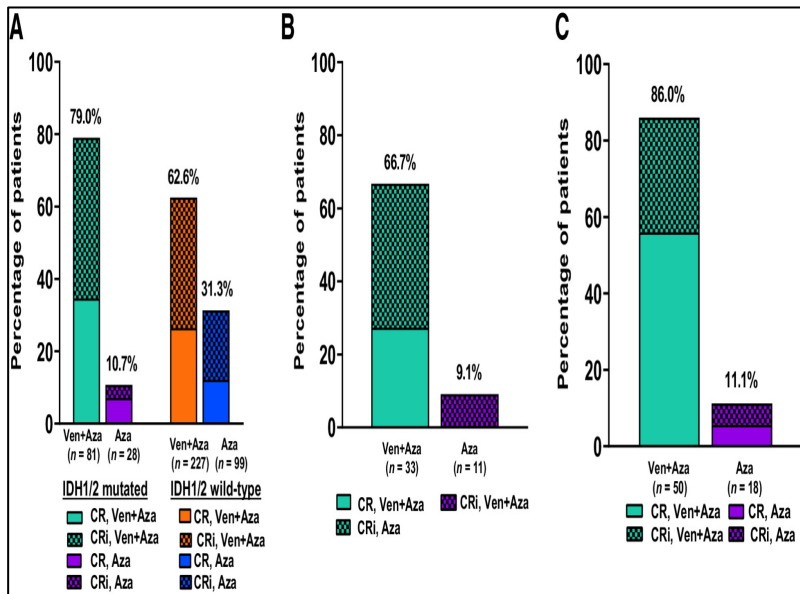 A
Percentage of patients
100
80
60
40
20
0
79.0%
10.7%
62.6%
31.3%
Ven+Aza
(n = 81)
Aza
(n = 28)
Ven+Aza
(n = 227)
Aza
(n = 99)
IDH1/2 mutated
CR, Ven+Aza
CRi, Ven+Aza
CR, Aza
CRi, Aza
IDH1/2 wild-type
CR, Ven+Aza
CRi, Ven+Aza
CR, Aza
CRi, Aza
B
Percentage of patients
100
80
60
40
20
0
66.7%
9.1%
Ven+Aza
(n = 33)
Aza
(n = 11)
CR, Ven+Aza
CRi, Ven+Aza
CRi, Aza
C
Percentage of patients
100
80
60
40
20
0
86.0%
11.1%
Ven+Aza
(n = 50)
Aza
(n = 18)
CR, Ven+Aza
CR, Aza
CRi, Ven+Aza
CRi, Aza